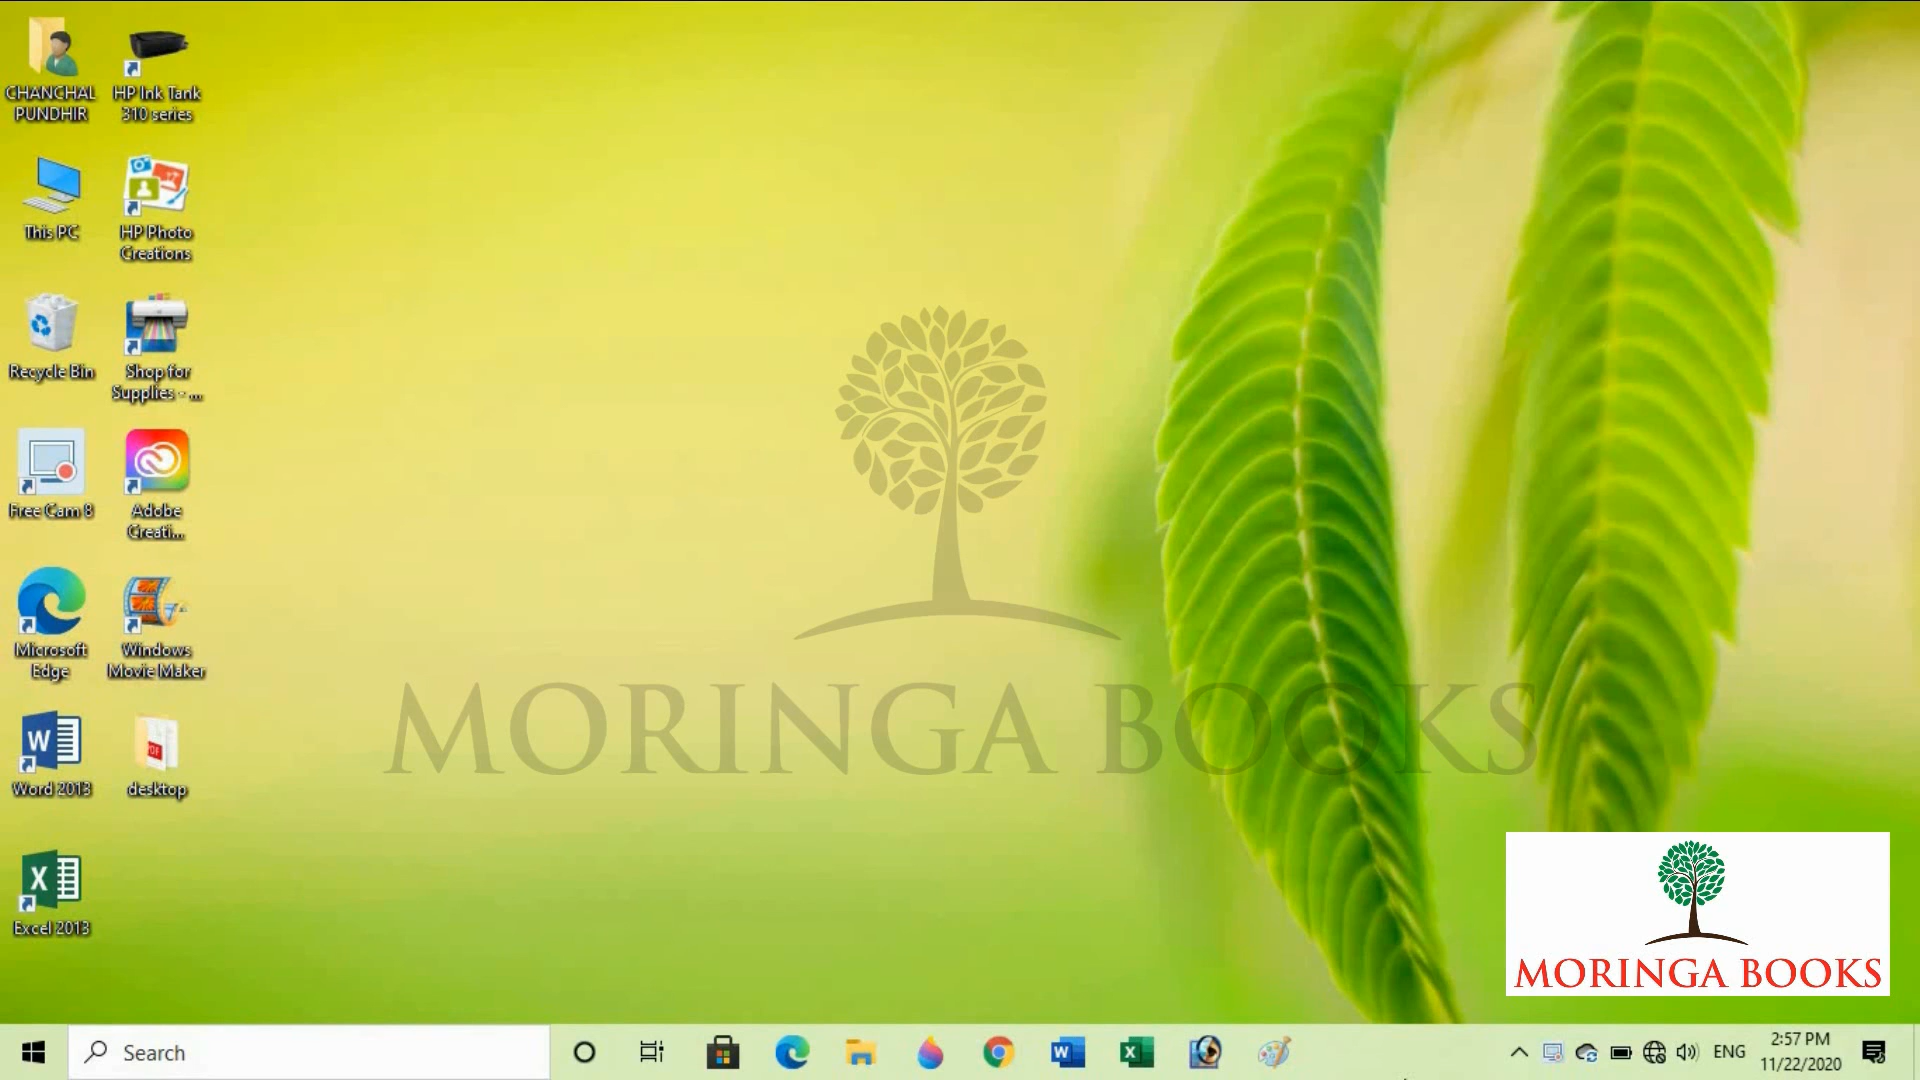 CHANCHAL
PUNDHIR
HP Ink Tank
310 series
This PC
HP Photo
Creations
Recycle Bin
Shop for
Supplies - ...
Free Cam 8
Adobe
Creati...
Microsoft
Edge
Windows
Movie Maker
W
Word 2013
PDF
desktop
X
Excel 2013
MORINGA BOOKS
MORINGA BOOKS
Search
W
X
ENG
2:57 PM
11/22/2020